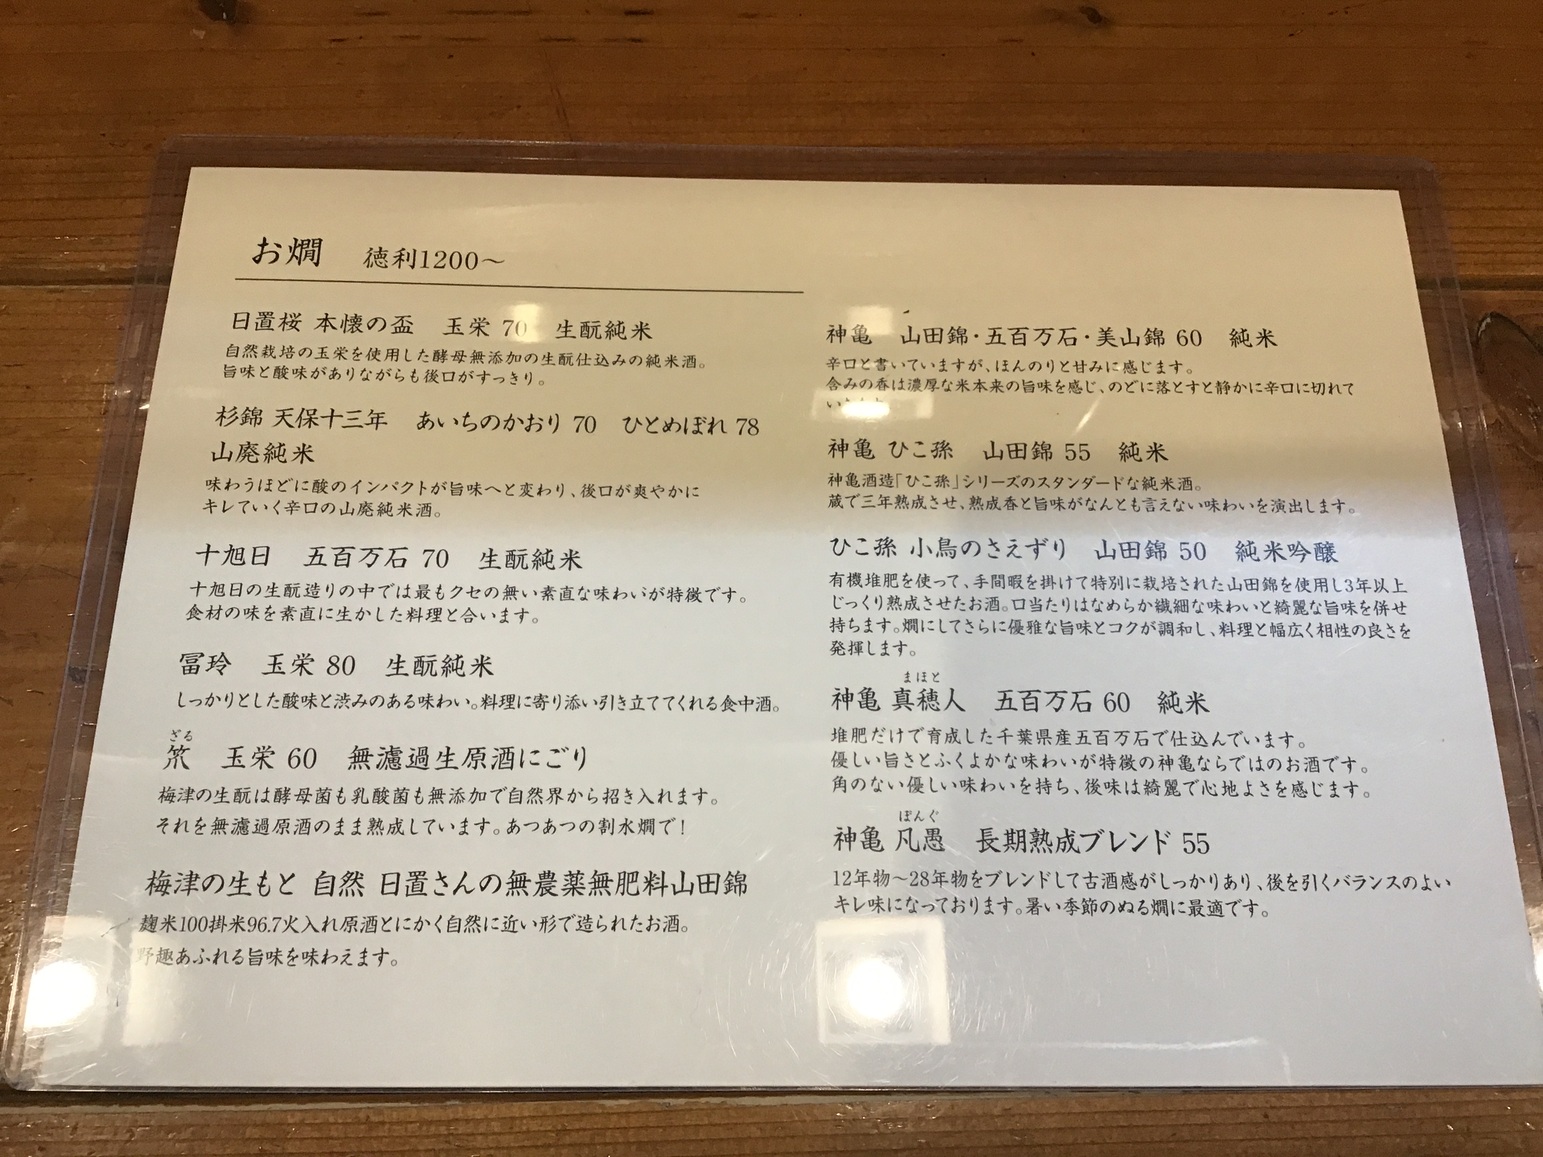 お燗　徳利1200〜
日置桜 本懐の盃　玉栄 70　生酛純米
自然栽培の玉栄を使用した酵母無添加の生酛仕込みの純米酒。
旨味と酸味がありながらも後口がすっきり。
杉錦 天保十三年　あいちのかおり 70　ひとめぼれ 78
山廃純米
味わうほどに酸のインパクトが旨味へと変わり、後口が爽やかに
キレていく辛口の山廃純米酒。
十旭日　五百万石 70　生酛純米
十旭日の生酛造りの中では最もクセの無い素直な味わいが特徴です。
食材の味を素直に生かした料理と合います。
冨玲　玉栄 80　生酛純米
しっかりとした酸味と渋みのある味わい。料理に寄り添い引き立ててくれる食中酒。
ざる
笊　玉栄 60　無濾過生原酒にごり
梅津の生酛は酵母菌も乳酸菌も無添加で自然界から招き入れます。
それを無濾過原酒のまま熟成しています。あつあつの割水燗で！
梅津の生もと 自然 日置さんの無農薬無肥料山田錦
麹米100掛米96.7火入れ原酒とにかく自然に近い形で造られたお酒。
野趣あふれる旨味を味わえます。
神亀　山田錦・五百万石・美山錦 60　純米
辛口と書いていますが、ほんのりと甘みに感じます。
含みの香は濃厚な米本来の旨味を感じ、のどに落とすと静かに辛口に切れて
神亀 ひこ孫　山田錦 55　純米
神亀酒造「ひこ孫」シリーズのスタンダードな純米酒。
蔵で三年熟成させ、熟成香と旨味がなんとも言えない味わいを演出します。
ひこ孫 小鳥のさえずり　山田錦 50　純米吟醸
有機堆肥を使って、手間暇を掛けて特別に栽培された山田錦を使用し3年以上
じっくり熟成させたお酒。口当たりはなめらか繊細な味わいと綺麗な旨味を併せ
持ちます。燗にしてさらに優雅な旨味とコクが調和し、料理と幅広く相性の良さを
発揮します。
まほと
神亀 真穂人　五百万石 60　純米
堆肥だけで育成した千葉県産五百万石で仕込んでいます。
優しい旨さとふくよかな味わいが特徴の神亀ならではのお酒です。
角のない優しい味わいを持ち、後味は綺麗で心地よさを感じます。
ぼんぐ
神亀 凡愚　長期熟成ブレンド 55
12年物〜28年物をブレンドして古酒感がしっかりあり、後を引くバランスのよい
キレ味になっております。暑い季節のぬる燗に最適です。